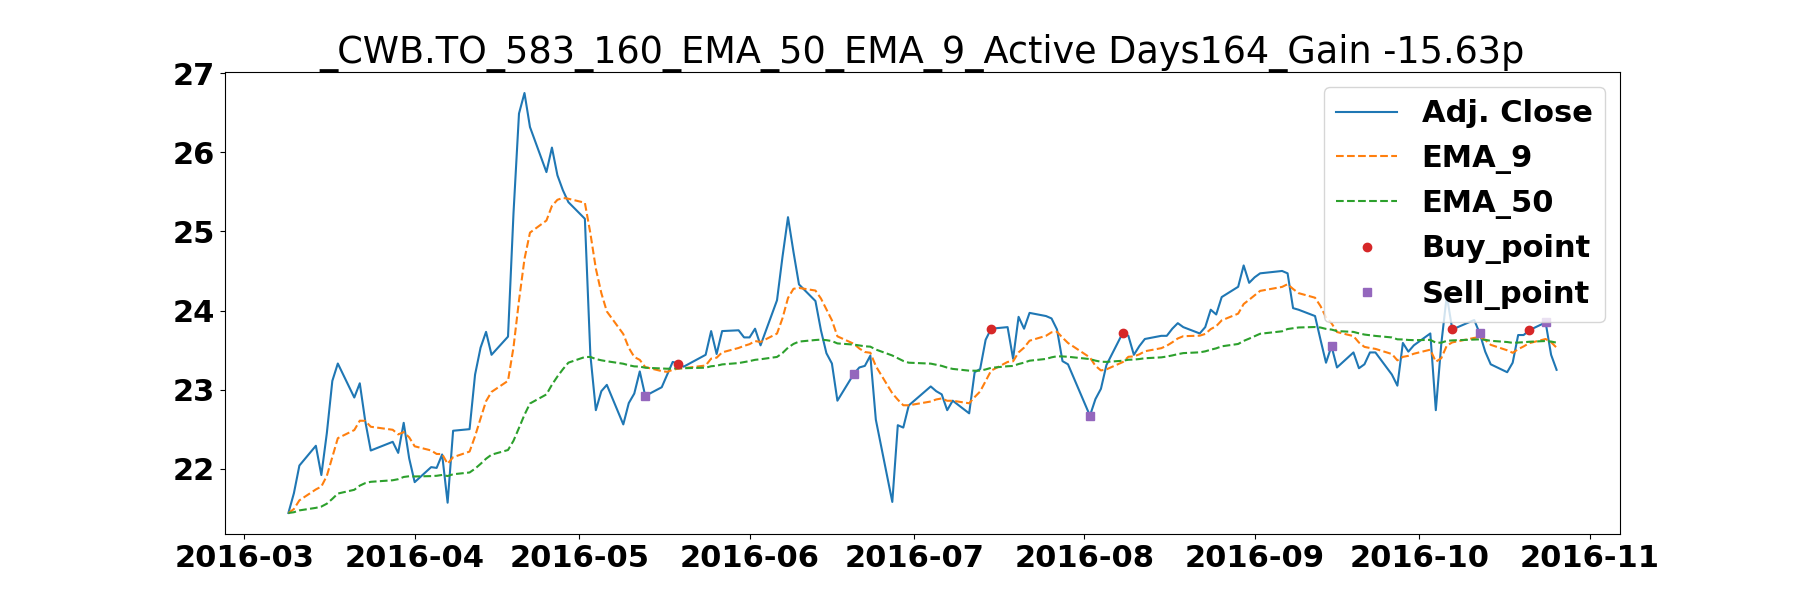 _CWB.TO_583_160_EMA_50_EMA_9_Active Days164_Gain -15.63p
27
26
25
24
23
22
Adj. Close
EMA_9
EMA_50
Buy_point
Sell_point
2016-03 2016-04 2016-05 2016-06 2016-07 2016-08 2016-09 2016-10 2016-11